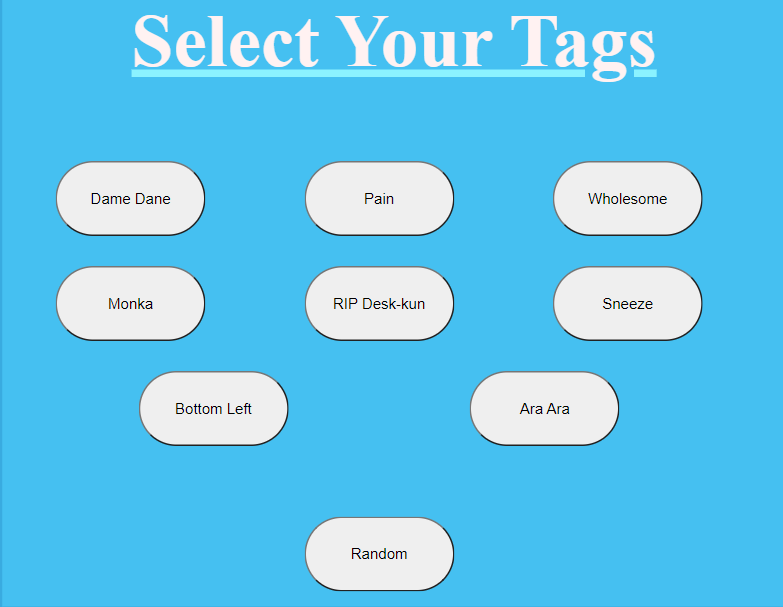 Select Your Tags
Dame Dane
Pain
Wholesome
Monka
RIP Desk-kun
Sneeze
Bottom Left
Ara Ara
Random